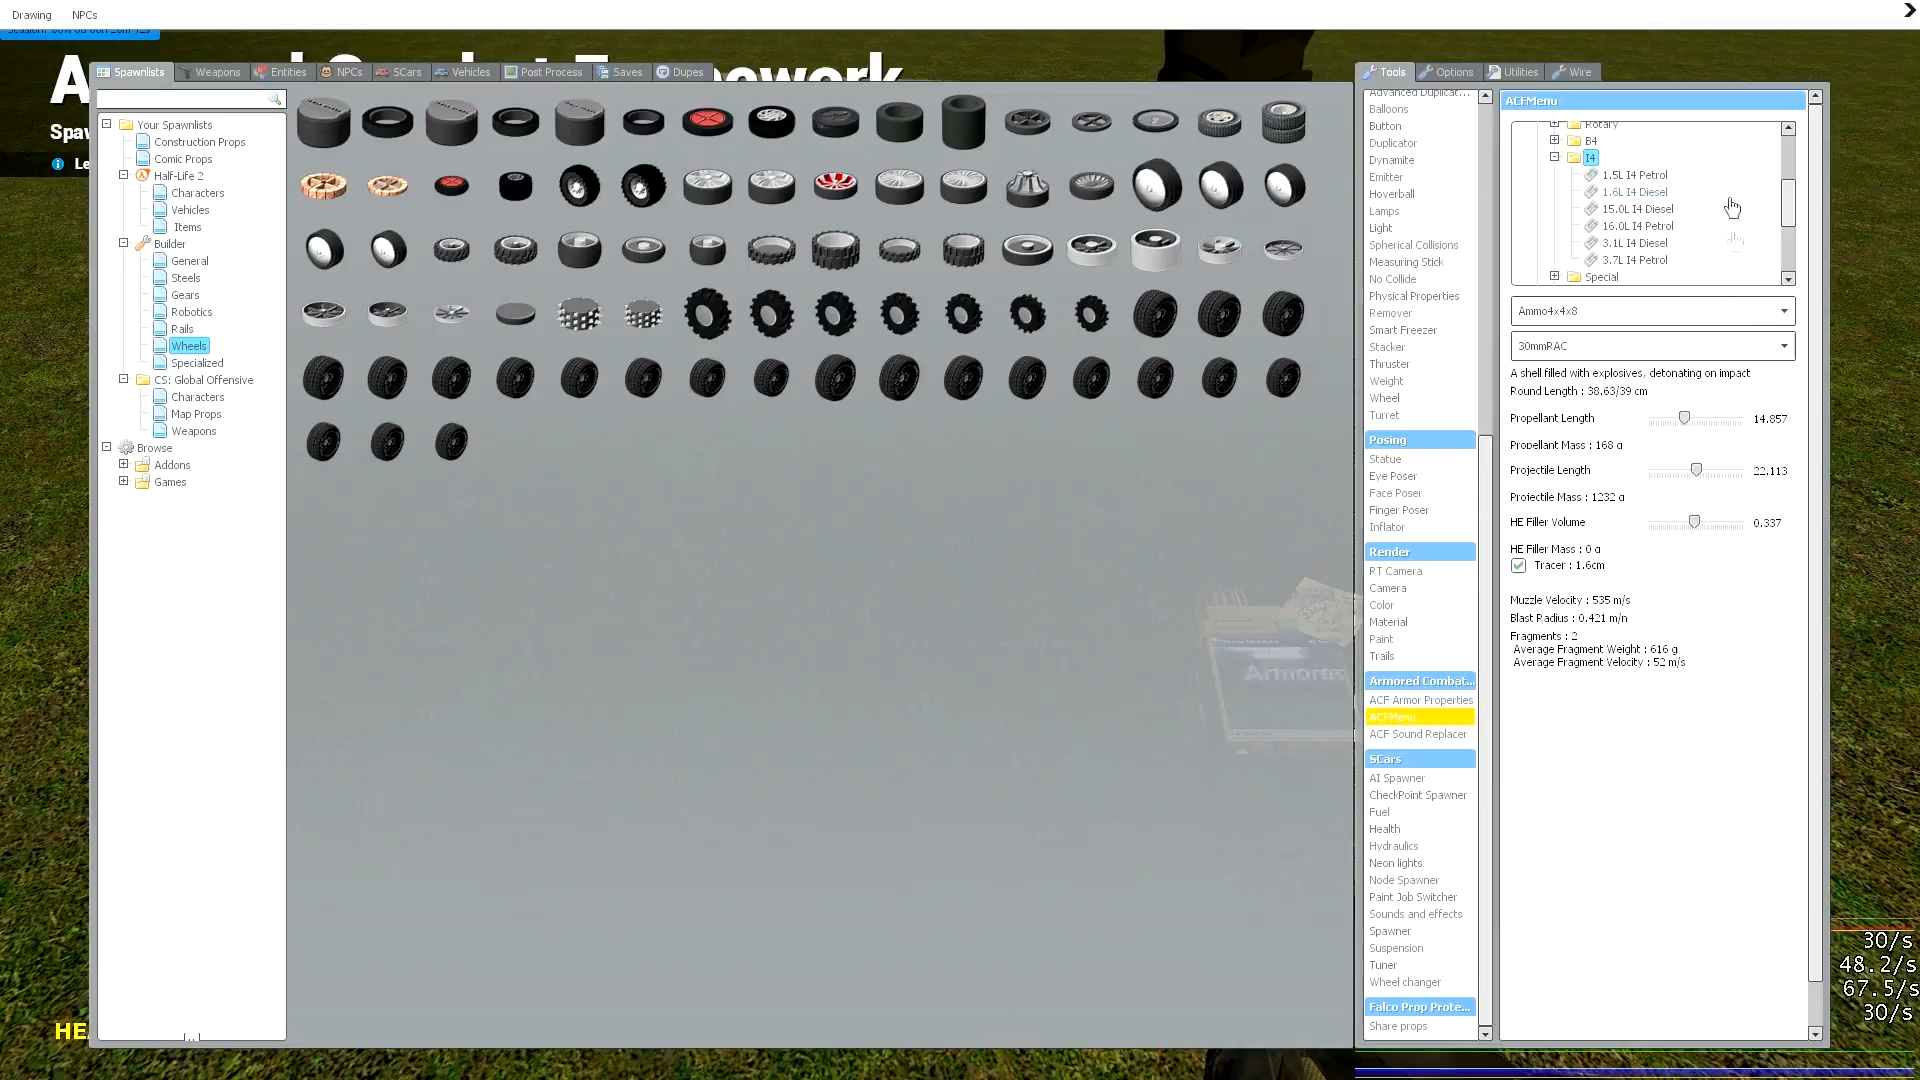 Drawing NPCs
Spawnlists Weapons Entities NPCs SCars Vehicles Post Process Saves Dupes
Tools Options Utilities Wire
Your Spawnlists
Construction Props
Comic Props
Half-Life 2
Characters
Vehicles
Items
Builder
General
Steels
Gears
Robotics
Rails
Wheels
Specialized
CS: Global Offensive
Characters
Map Props
Weapons
Browse
Addons
Games
Balloons
Button
Duplicator
Dynamite
Emitter
Hoverball
Lamps
Light
Spherical Collisions
Measuring Stick
No Collide
Physical Properties
Remover
Smart Freezer
Stacker
Thruster
Weight
Wheel
Turret
Posing
Statue
Eye Poser
Face Poser
Finger Poser
Inflator
Render
RT Camera
Camera
Color
Material
Paint
Trails
Armored Combat...
ACF Armor Properties
ACFMenu
ACF Sound Replacer
SCars
AI Spawner
CheckPoint Spawner
Fuel
Health
Hydraulics
Neon lights
Node Spawner
Paint Job Switcher
Sounds and effects
Spawner
Suspension
Tuner
Wheel changer
Falco Prop Prote...
Share props
ACFMenu
Rotary
B4
I4
1.5L I4 Petrol
1.6L I4 Diesel
15.0L I4 Diesel
16.0L I4 Petrol
3.1L I4 Diesel
3.7L I4 Petrol
Special
Ammo4x4x8
30mmRAC
A shell filled with explosives, detonating on impact
Round Length : 38.63/39 cm
Propellant Length 14.857
Propellant Mass : 168 g
Projectile Length 22.113
Projectile Mass : 1232 g
HE Filler Volume 0.337
HE Filler Mass : 0 g
Tracer : 1.6cm
Muzzle Velocity : 535 m/s
Blast Radius : 0.421 m/n
Fragments : 2
Average Fragment Weight : 616 g
Average Fragment Velocity : 52 m/s
30/s
48.2/s
67.5/s
30/s